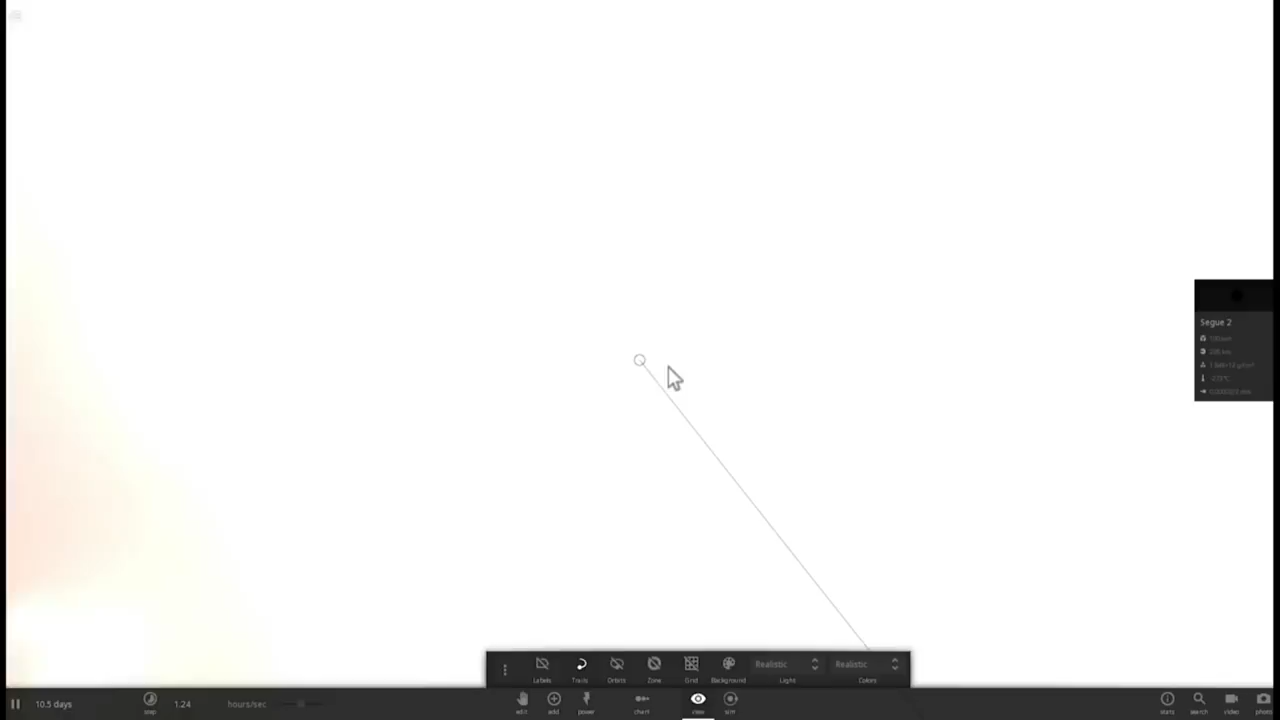 Segue 2
Labels
Trails
Orbits
Zone
Grid
Background
Realistic
Light
Realistic
Colors
10.5 days
step
1.24
hours/sec
edit
add
power
chart
view
sim
stats
search
video
photo